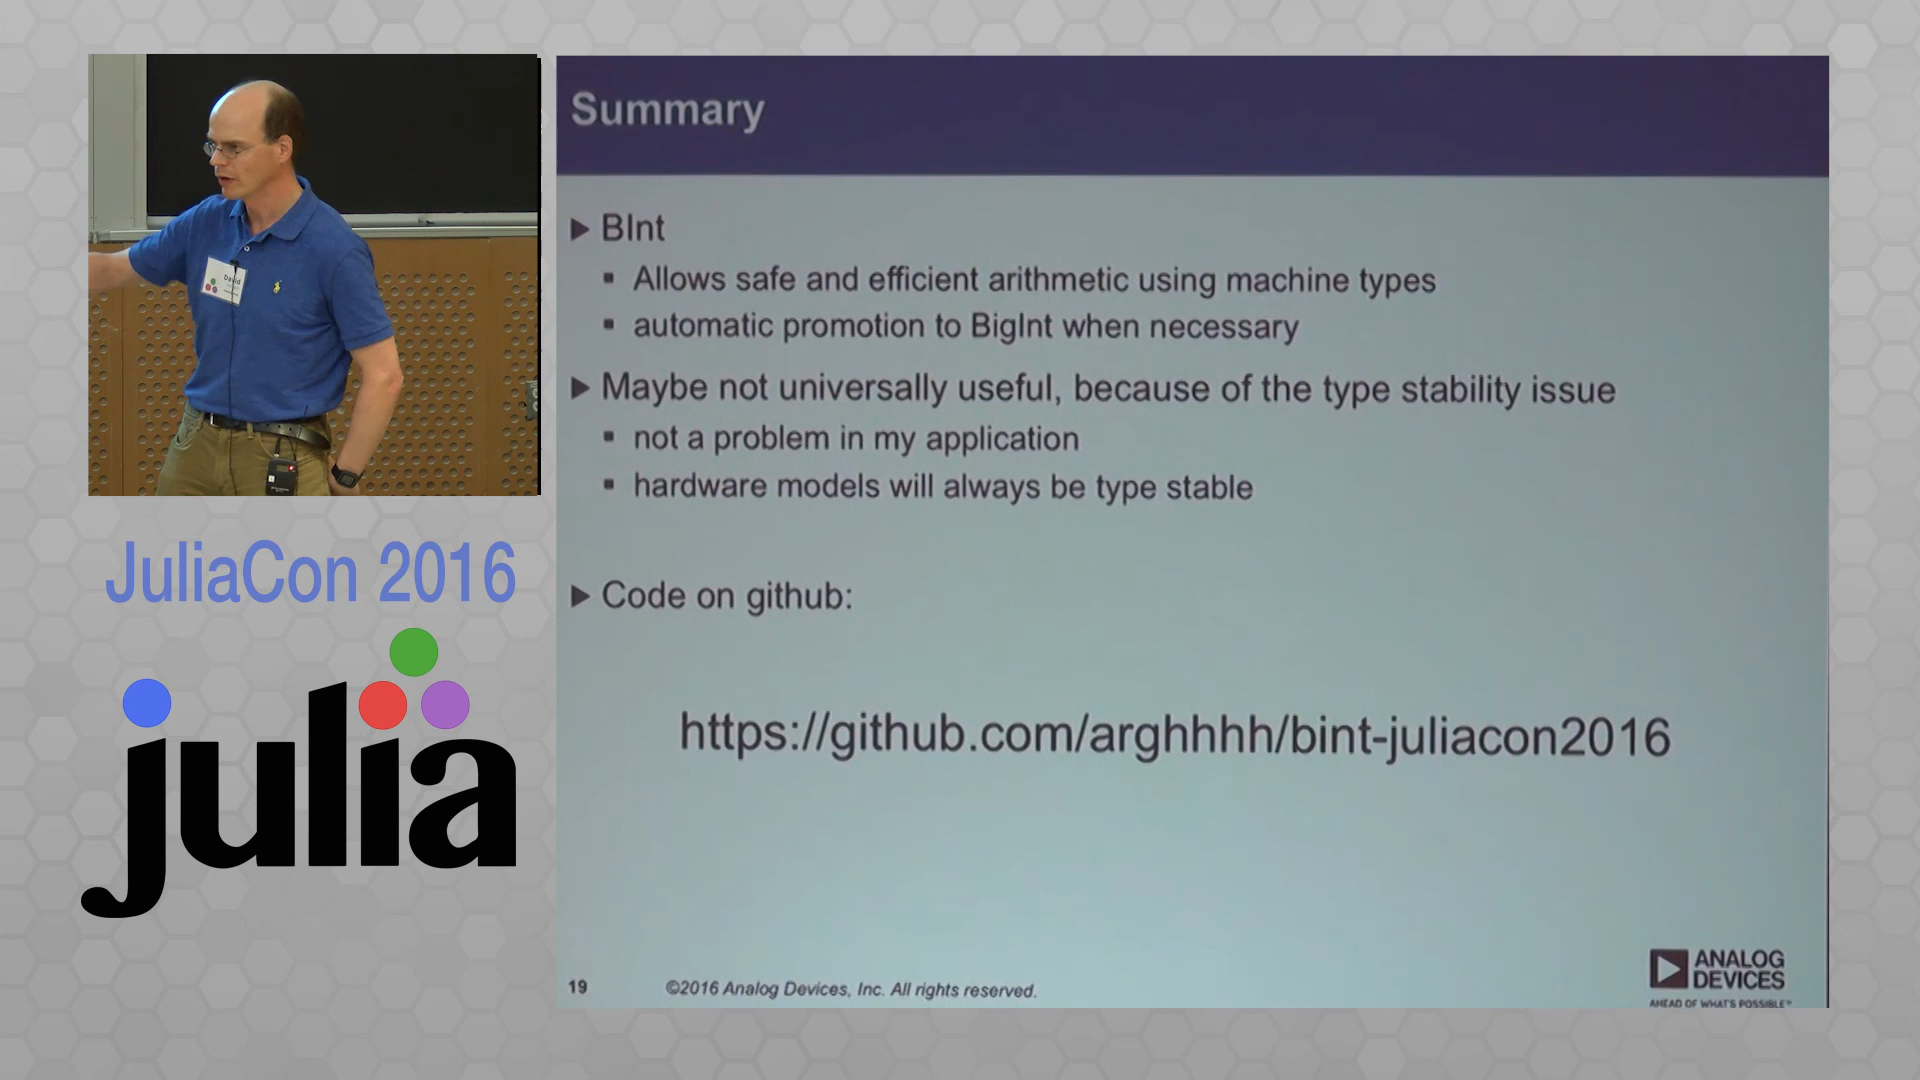 Summary
BInt
Allows safe and efficient arithmetic using machine types
automatic promotion to BigInt when necessary
Maybe not universally useful, because of the type stability issue
not a problem in my application
hardware models will always be type stable
Code on github:
https://github.com/arghhhh/bint-juliacon2016
19
©2016 Analog Devices, Inc. All rights reserved.
ANALOG
DEVICES
AHEAD OF WHAT'S POSSIBLE™
David
JuliaCon 2016
julia